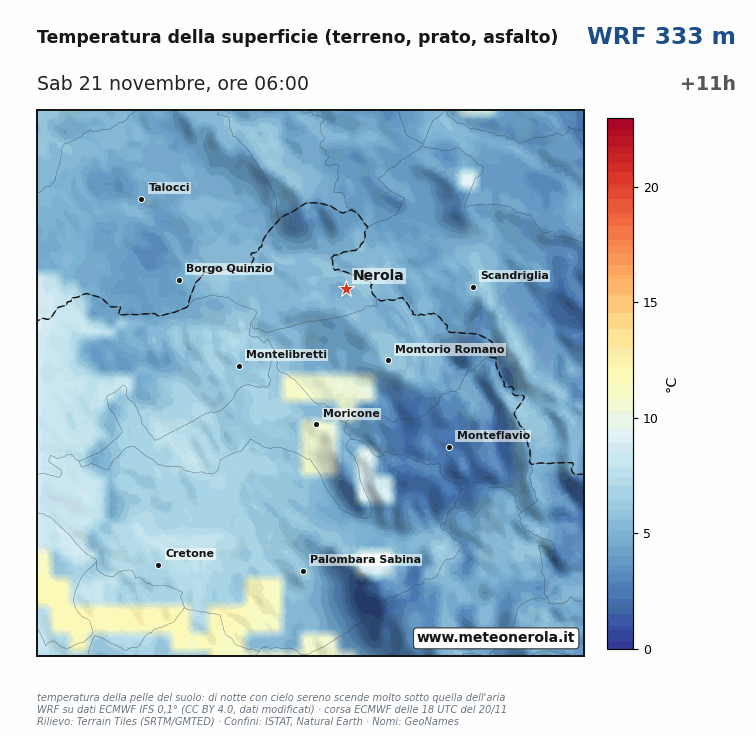 Temperatura della superficie (terreno, prato, asfalto)
WRF 333 m
Sab 21 novembre, ore 06:00
+11h
Talocci
Borgo Quinzio
Nerola
Scandriglia
Montelibretti
Montorio Romano
Moricone
Monteflavio
Cretone
Palombara Sabina
www.meteonerola.it
20
15
10
5
0
°C
temperatura della pelle del suolo: di notte con cielo sereno scende molto sotto quella dell'aria
WRF su dati ECMWF IFS 0,1° (CC BY 4.0, dati modificati) · corsa ECMWF delle 18 UTC del 20/11
Rilievo: Terrain Tiles (SRTM/GMTED) · Confini: ISTAT, Natural Earth · Nomi: GeoNames